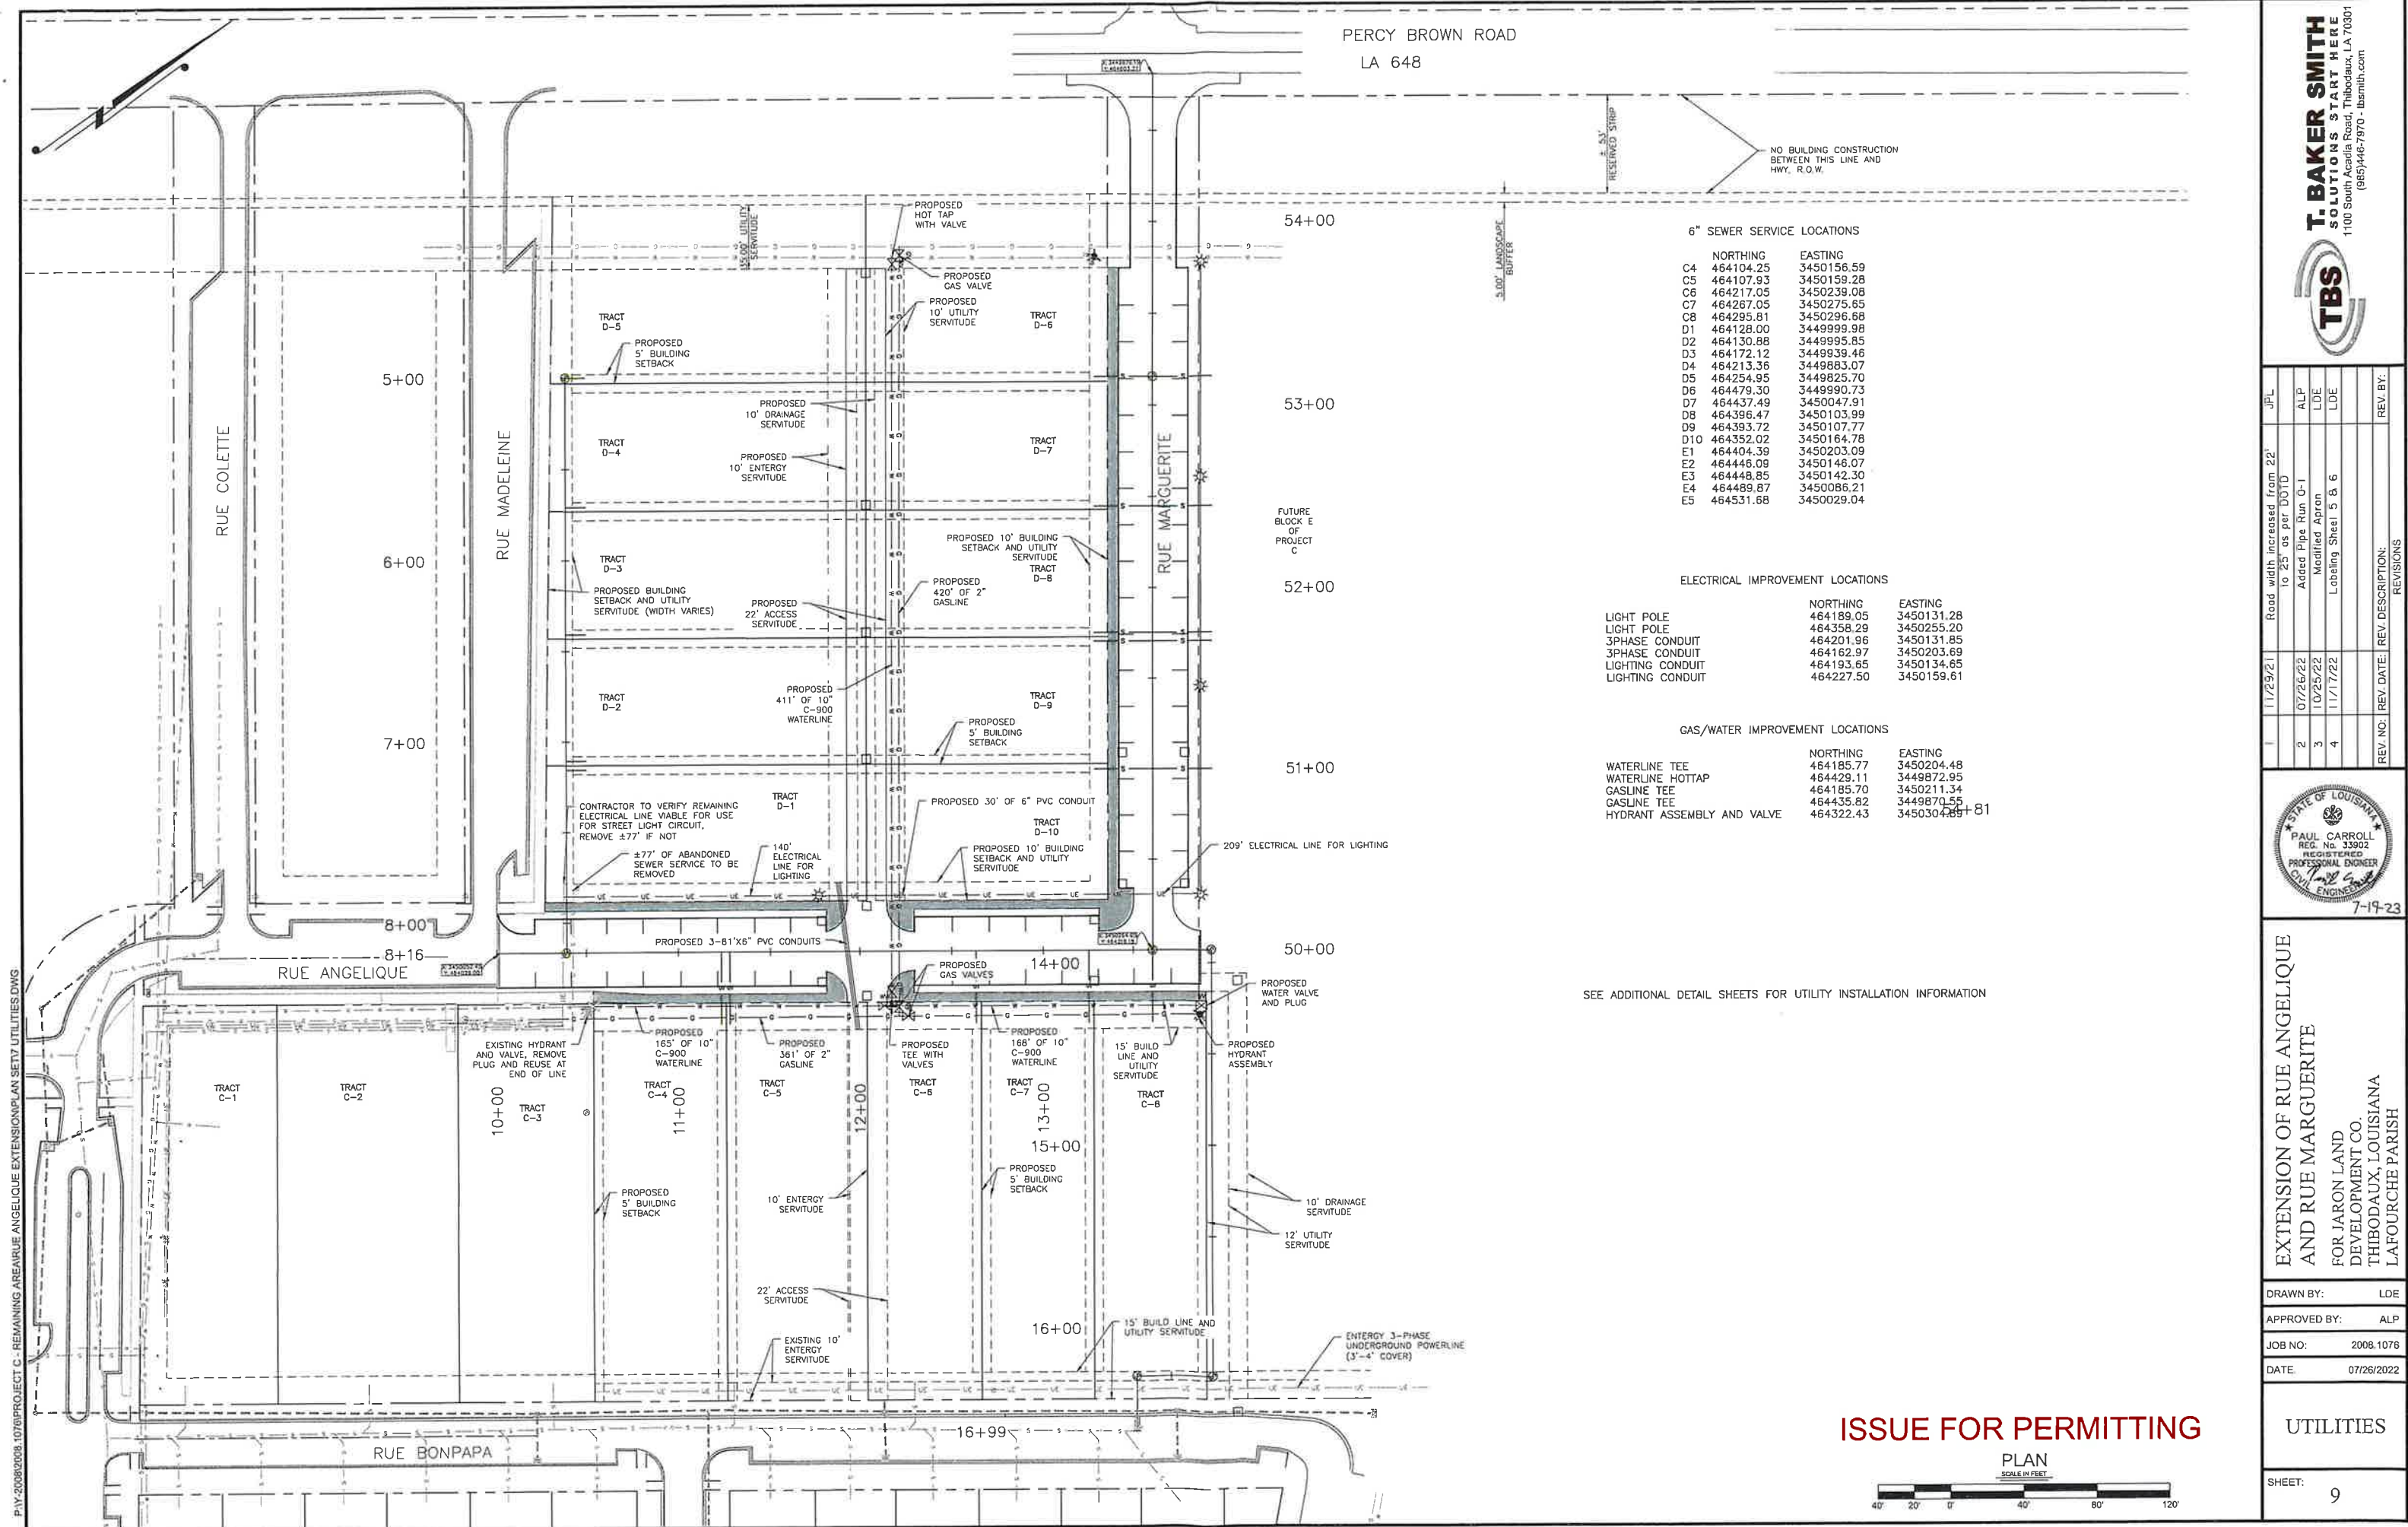 PERCY BROWN ROAD
LA 648
± 53'
RESERVED STRIP
NO BUILDING CONSTRUCTION
BETWEEN THIS LINE AND
HWY. R.O.W.
5.00' LANDSCAPE
BUFFER
15.00' UTILITY
SERVITUDE
PROPOSED
HOT TAP
WITH VALVE
PROPOSED
GAS VALVE
PROPOSED
10' UTILITY
SERVITUDE
TRACT
D-5
TRACT
D-6
PROPOSED
5' BUILDING
SETBACK
PROPOSED
10' DRAINAGE
SERVITUDE
TRACT
D-4
TRACT
D-7
PROPOSED
10' ENTERGY
SERVITUDE
RUE COLETTE
RUE MADELEINE
RUE MARGUERITE
5+00
6+00
7+00
8+00
8+16
54+00
53+00
52+00
51+00
50+00
FUTURE
BLOCK E
OF
PROJECT
C
PROPOSED 10' BUILDING
SETBACK AND UTILITY
SERVITUDE
TRACT
D-8
TRACT
D-3
PROPOSED BUILDING
SETBACK AND UTILITY
SERVITUDE (WIDTH VARIES)
PROPOSED
22' ACCESS
SERVITUDE
PROPOSED
420' OF 2"
GASLINE
TRACT
D-2
PROPOSED
411' OF 10"
C-900
WATERLINE
TRACT
D-9
PROPOSED
5' BUILDING
SETBACK
CONTRACTOR TO VERIFY REMAINING
ELECTRICAL LINE VIABLE FOR USE
FOR STREET LIGHT CIRCUIT,
REMOVE ±77' IF NOT
TRACT
D-1
PROPOSED 30' OF 6" PVC CONDUIT
TRACT
D-10
±77' OF ABANDONED
SEWER SERVICE TO BE
REMOVED
140'
ELECTRICAL
LINE FOR
LIGHTING
PROPOSED 10' BUILDING
SETBACK AND UTILITY
SERVITUDE
209' ELECTRICAL LINE FOR LIGHTING
PROPOSED 3-61'X6" PVC CONDUITS
RUE ANGELIQUE
PROPOSED
GAS VALVES
14+00
PROPOSED
WATER VALVE
AND PLUG
EXISTING HYDRANT
AND VALVE, REMOVE
PLUG AND REUSE AT
END OF LINE
PROPOSED
165' OF 10"
C-900
WATERLINE
PROPOSED
361' OF 2"
GASLINE
PROPOSED
TEE WITH
VALVES
PROPOSED
168' OF 10"
C-900
WATERLINE
15' BUILD
LINE AND
UTILITY
SERVITUDE
PROPOSED
HYDRANT
ASSEMBLY
TRACT
C-1
TRACT
C-2
TRACT
C-3
TRACT
C-4
TRACT
C-5
TRACT
C-6
TRACT
C-7
TRACT
C-8
10+00
11+00
12+00
13+00
15+00
16+00
PROPOSED
5' BUILDING
SETBACK
10' ENTERGY
SERVITUDE
PROPOSED
5' BUILDING
SETBACK
10' DRAINAGE
SERVITUDE
12' UTILITY
SERVITUDE
22' ACCESS
SERVITUDE
EXISTING 10'
ENTERGY
SERVITUDE
15' BUILD LINE AND
UTILITY SERVITUDE
ENTERGY 3-PHASE
UNDERGROUND POWERLINE
(3'-4' COVER)
16+99
RUE BONPAPA
6" SEWER SERVICE LOCATIONS
NORTHING EASTING
C4 464104.25 3450156.59
C5 464107.93 3450159.28
C6 464217.05 3450239.08
C7 464267.05 3450275.65
C8 464295.81 3450296.68
D1 464128.00 3449999.98
D2 464130.88 3449995.85
D3 464172.12 3449939.46
D4 464213.36 3449883.07
D5 464254.95 3449825.70
D6 464479.30 3449990.73
D7 464437.49 3450047.91
D8 464396.47 3450103.99
D9 464393.72 3450107.77
D10 464352.02 3450164.78
E1 464404.39 3450203.09
E2 464446.09 3450146.07
E3 464448.85 3450142.30
E4 464489.87 3450086.21
E5 464531.68 3450029.04
ELECTRICAL IMPROVEMENT LOCATIONS
NORTHING EASTING
LIGHT POLE 464189.05 3450131.28
LIGHT POLE 464358.29 3450255.20
3PHASE CONDUIT 464201.96 3450131.85
3PHASE CONDUIT 464162.97 3450203.69
LIGHTING CONDUIT 464193.65 3450134.65
LIGHTING CONDUIT 464227.50 3450159.61
GAS/WATER IMPROVEMENT LOCATIONS
NORTHING EASTING
WATERLINE TEE 464185.77 3450204.48
WATERLINE HOTTAP 464429.11 3449872.95
GASLINE TEE 464185.70 3450211.34
GASLINE TEE 464435.82 3449870.55
HYDRANT ASSEMBLY AND VALVE 464322.43 3450304.89
54+81
SEE ADDITIONAL DETAIL SHEETS FOR UTILITY INSTALLATION INFORMATION
ISSUE FOR PERMITTING
PLAN
SCALE IN FEET
40' 20' 0' 40' 80' 120'
P:\Y-2008\2008.1076\PROJECT C - REMAINING AREA\RUE ANGELIQUE EXTENSION\PLAN SET\7 UTILITIES.DWG
TBS
T. BAKER SMITH
SOLUTIONS START HERE
1100 South Acadia Road, Thibodaux, LA 70301
(985)446-7970 - tbsmith.com
1 11/29/21 Road width increased from 22' JPL
to 25' as per DOTD
2 07/26/22 Added Pipe Run O-1 ALP
3 10/25/22 Modified Apron LDE
4 11/17/22 Labeling Sheet 5 & 6 LDE
REV. NO: REV. DATE: REV. DESCRIPTION: REV. BY:
REVISIONS
STATE OF LOUISIANA
PAUL CARROLL
REG. No. 33902
REGISTERED
PROFESSIONAL ENGINEER
CIVIL ENGINEERING
7-19-23
EXTENSION OF RUE ANGELIQUE
AND RUE MARGUERITE
FOR JARON LAND
DEVELOPMENT CO.
THIBODAUX, LOUISIANA
LAFOURCHE PARISH
DRAWN BY: LDE
APPROVED BY: ALP
JOB NO: 2008.1076
DATE: 07/26/2022
UTILITIES
SHEET: 9